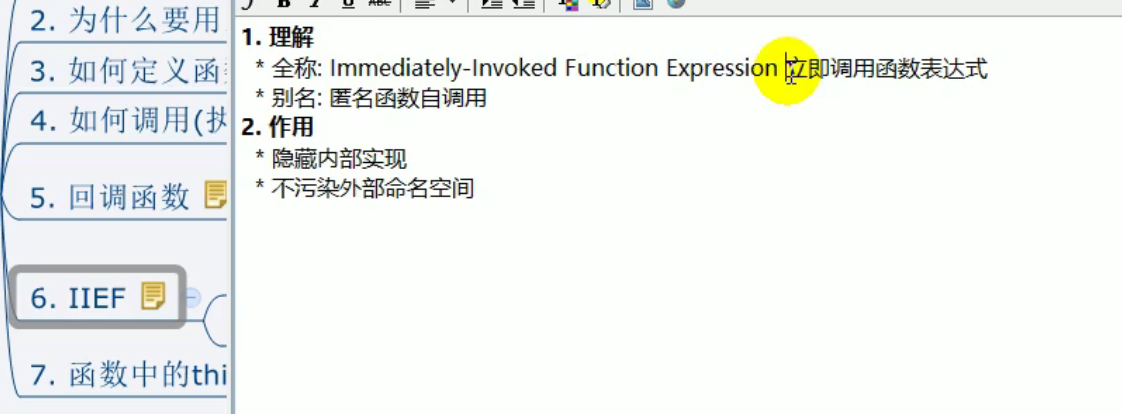 2. 为什么要用
3. 如何定义函
4. 如何调用(执
5. 回调函数
6. IIEF
7. 函数中的thi
1. 理解
* 全称: Immediately-Invoked Function Expression 立即调用函数表达式
* 别名: 匿名函数自调用
2. 作用
* 隐藏内部实现
* 不污染外部命名空间